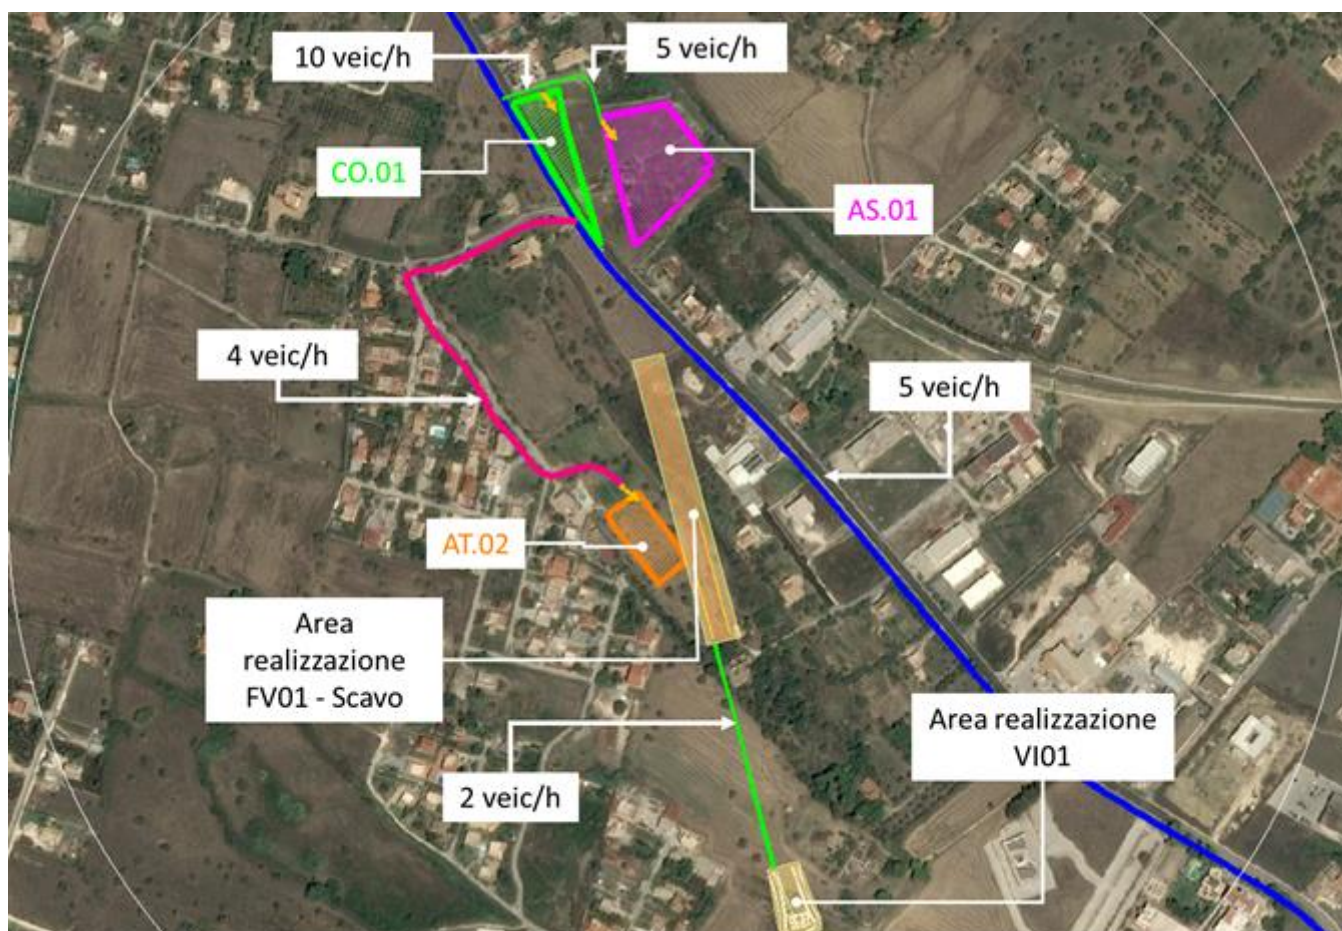 10 veic/h
5 veic/h
CO.01
AS.01
4 veic/h
5 veic/h
AT.02
Area
realizzazione
FV01 - Scavo
Area realizzazione
VI01
2 veic/h